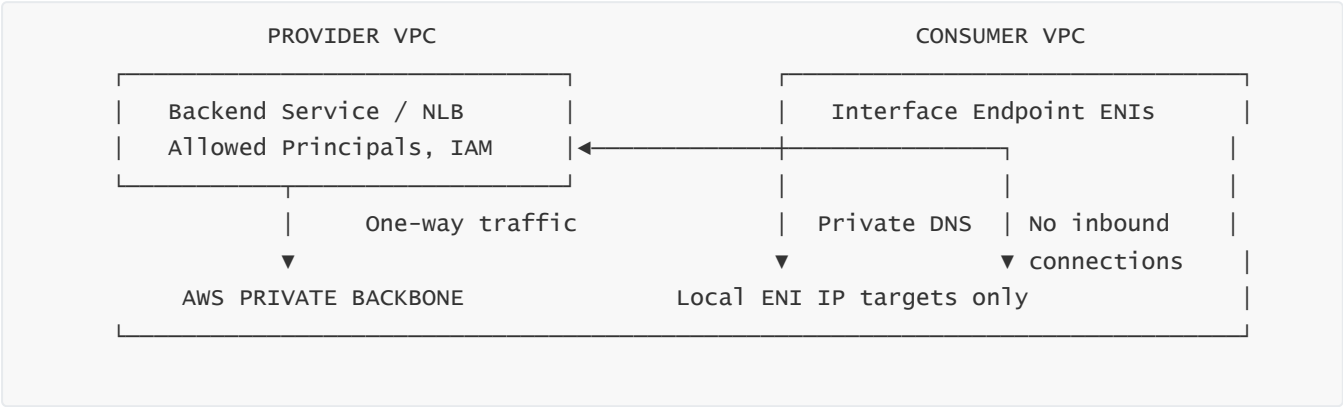 PROVIDER VPC CONSUMER VPC
Backend Service / NLB Interface Endpoint ENIs
Allowed Principals, IAM
One-way traffic Private DNS No inbound
connections
AWS PRIVATE BACKBONE Local ENI IP targets only